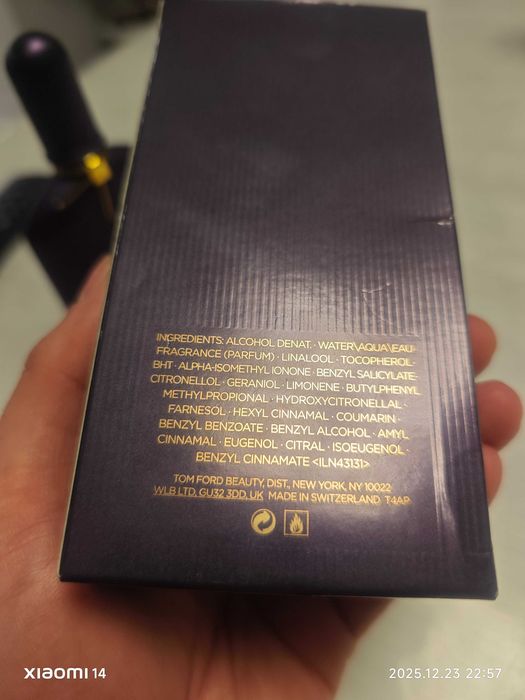 INGREDIENTS: ALCOHOL DENAT. · WATER\AQUA\EAU ·
FRAGRANCE (PARFUM) · LINALOOL · TOCOPHEROL ·
BHT · ALPHA-ISOMETHYL IONONE · BENZYL SALICYLATE ·
CITRONELLOL · GERANIOL · LIMONENE · BUTYLPHENYL
METHYLPROPIONAL · HYDROXYCITRONELLAL ·
FARNESOL · HEXYL CINNAMAL · COUMARIN ·
BENZYL BENZOATE · BENZYL ALCOHOL · AMYL
CINNAMAL · EUGENOL · CITRAL · ISOEUGENOL ·
BENZYL CINNAMATE <ILN43131>
TOM FORD BEAUTY, DIST., NEW YORK, NY 10022
WLB LTD, GU32 3DD, UK MADE IN SWITZERLAND T4AP
XIAOMI 14
2025.12.23 22:57